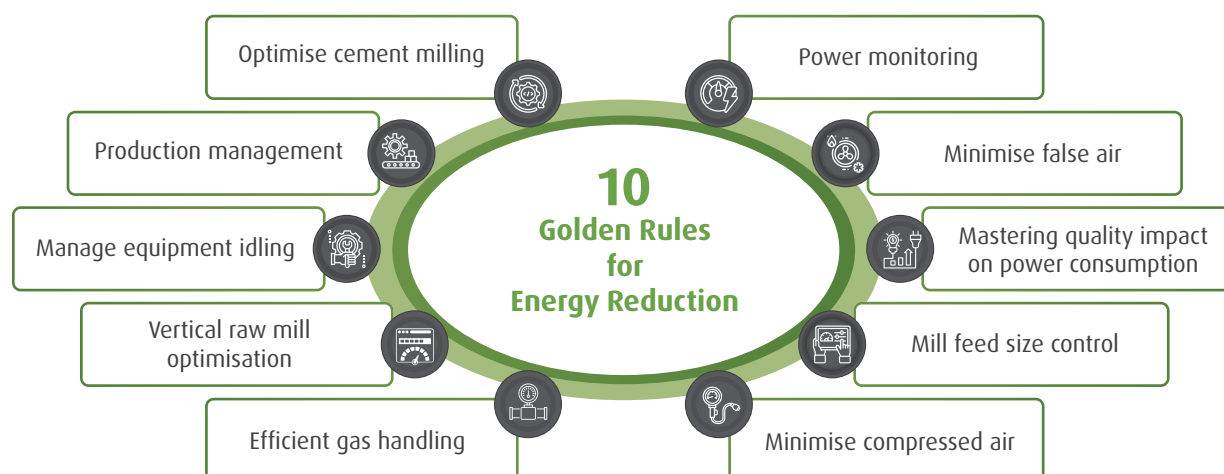 Optimise cement milling
Power monitoring
Production management
Minimise false air
Manage equipment idling
Mastering quality impact
on power consumption
Vertical raw mill
optimisation
Mill feed size control
Efficient gas handling
Minimise compressed air
10
Golden Rules
for
Energy Reduction